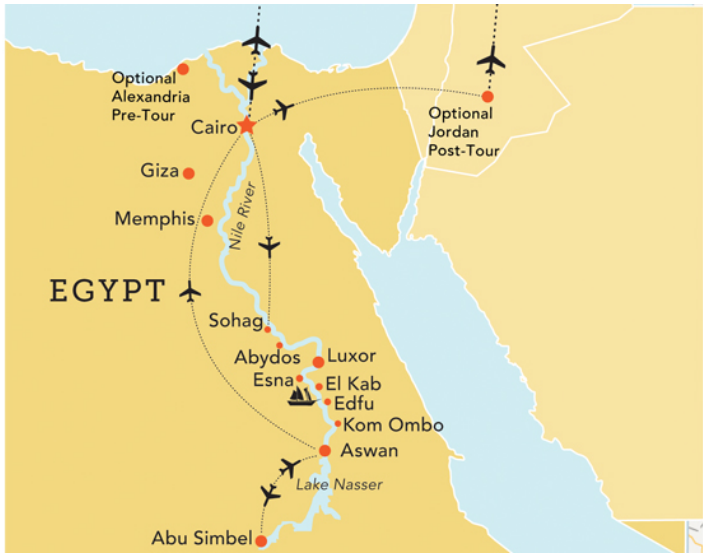 Optional
Alexandria
Pre-Tour
Optional
Jordan
Post-Tour
Cairo
Giza
Memphis
Nile River
EGYPT
Sohag
Abydos
Luxor
Esna
El Kab
Edfu
Kom Ombo
Aswan
Lake Nasser
Abu Simbel